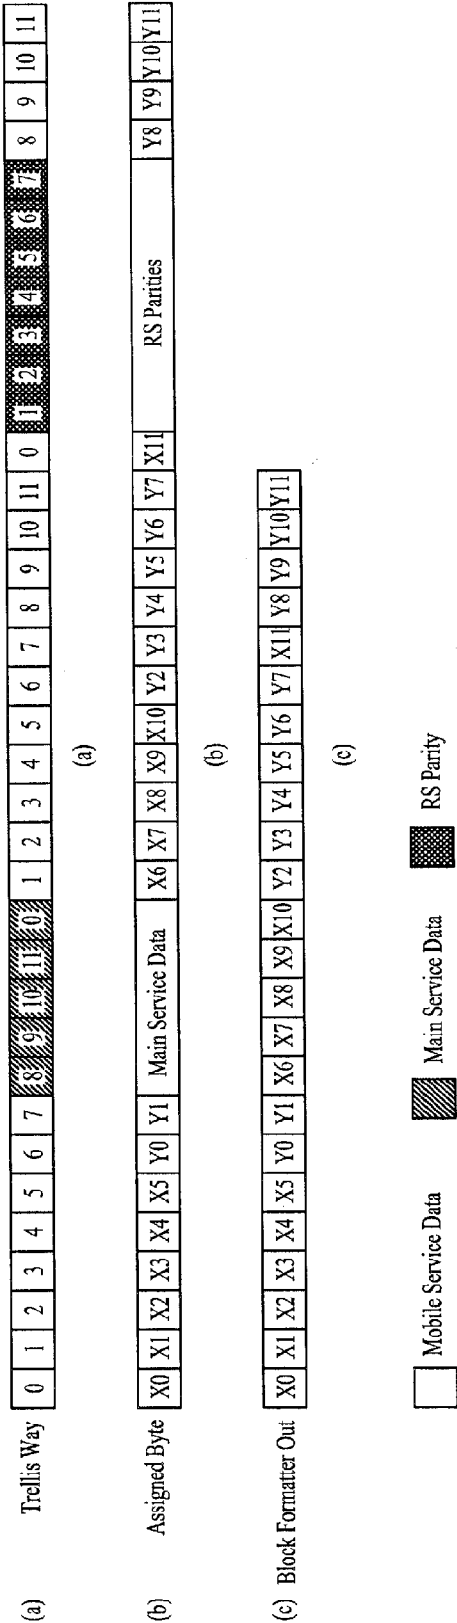 (a) Trellis Way 0 1 2 3 4 5 6 7 8 9 10 11 0 1 2 3 4 5 6 7 8 9 10 11 0 1 2 3 4 5 6 7 8 9 10 11
(a)
(b) Assigned Byte X0 X1 X2 X3 X4 X5 Y0 Y1 Main Service Data X6 X7 X8 X9 X10 Y2 Y3 Y4 Y5 Y6 Y7 X11 RS Parities Y8 Y9 Y10 Y11
(b)
(c) Block Formatter Out X0 X1 X2 X3 X4 X5 Y0 Y1 X6 X7 X8 X9 X10 Y2 Y3 Y4 Y5 Y6 Y7 X11 Y8 Y9 Y10 Y11
(c)
Mobile Service Data Main Service Data RS Parity